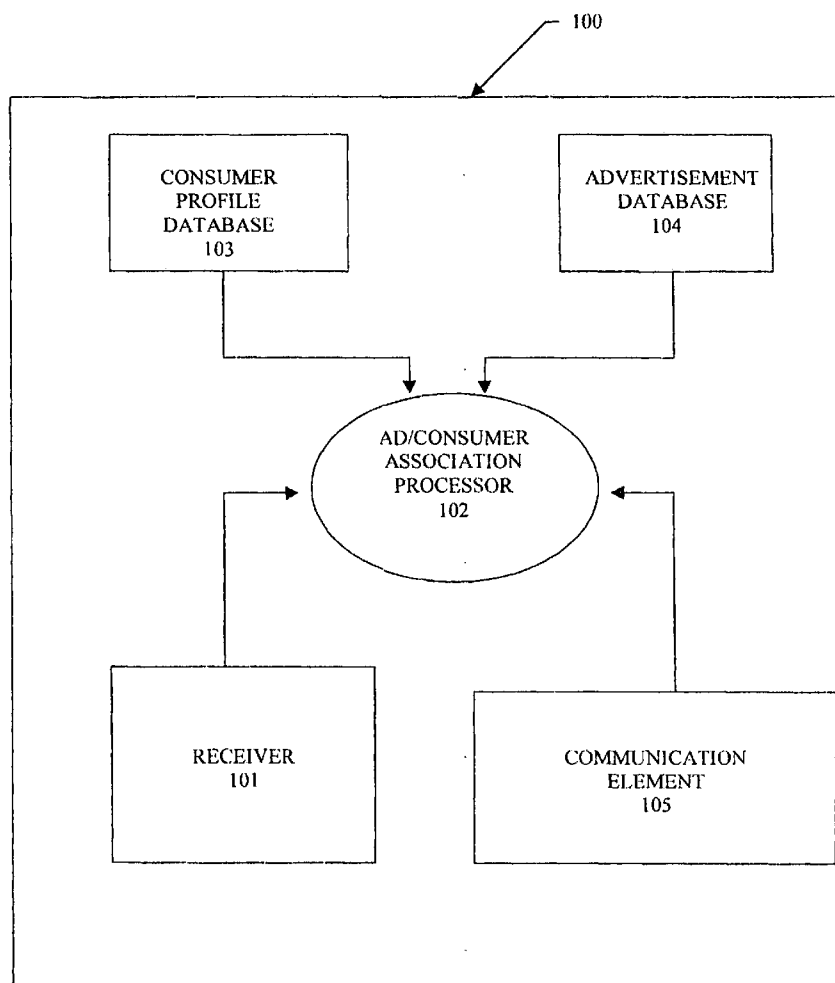 100
CONSUMER
PROFILE
DATABASE
103
ADVERTISEMENT
DATABASE
104
AD/CONSUMER
ASSOCIATION
PROCESSOR
102
RECEIVER
101
COMMUNICATION
ELEMENT
105